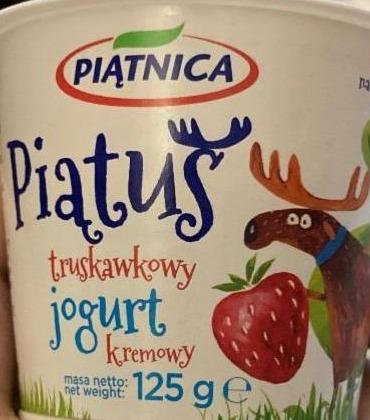 PIĄTNICA
Piątuś
truskawkowy
jogurt
kremowy
masa netto:
net weight: 125 g e